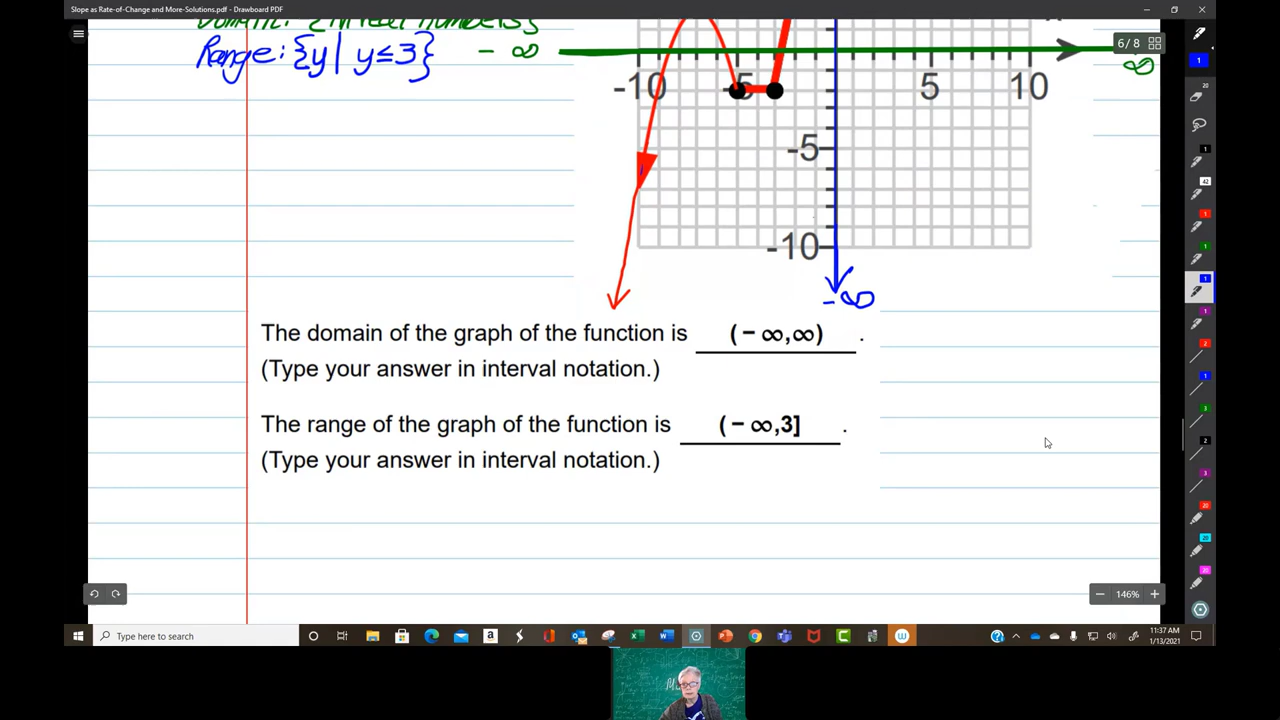 Slope as Rate-of-Change and More-Solutions.pdf - Drawboard PDF
Domain:
Range: {y | y≤3}
- ∞
∞
6/8
-10
-5
5
10
-5
-10
- ∞
The domain of the graph of the function is (- ∞,∞) .
(Type your answer in interval notation.)
The range of the graph of the function is (- ∞,3] .
(Type your answer in interval notation.)
146%
Type here to search
11:37 AM
1/13/2021